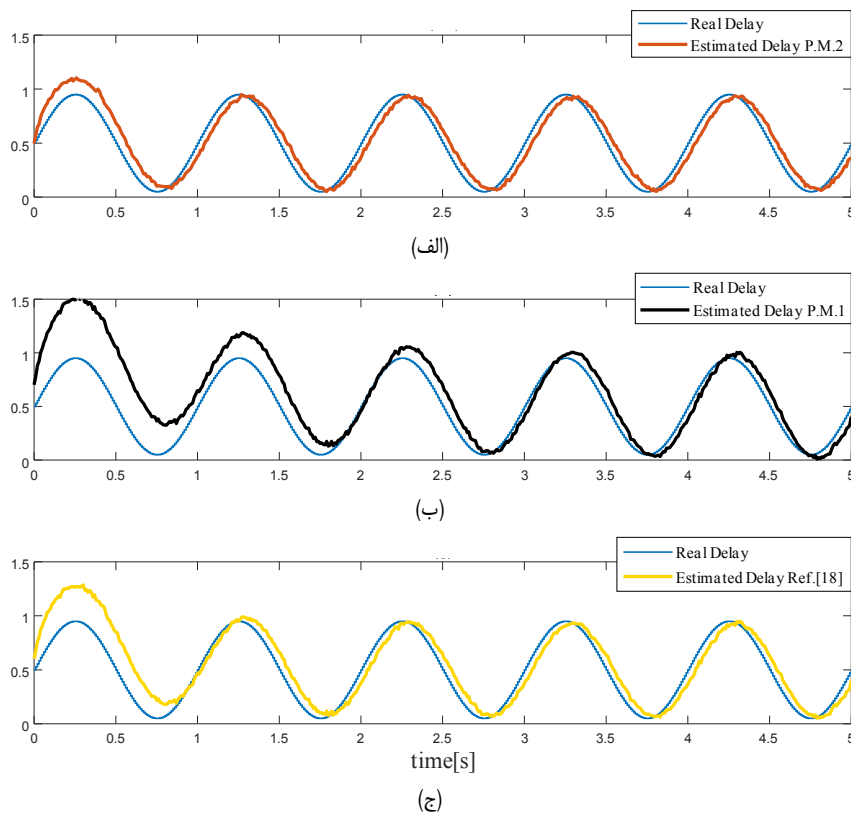 Real Delay
Estimated Delay P.M.2
1.5
1
0.5
0
0 0.5 1 1.5 2 2.5 3 3.5 4 4.5 5
(الف)
Real Delay
Estimated Delay P.M.1
1.5
1
0.5
0
0 0.5 1 1.5 2 2.5 3 3.5 4 4.5 5
(ب)
Real Delay
Estimated Delay Ref.[18]
1.5
1
0.5
0
0 0.5 1 1.5 2 2.5 3 3.5 4 4.5 5
time[s]
(ج)